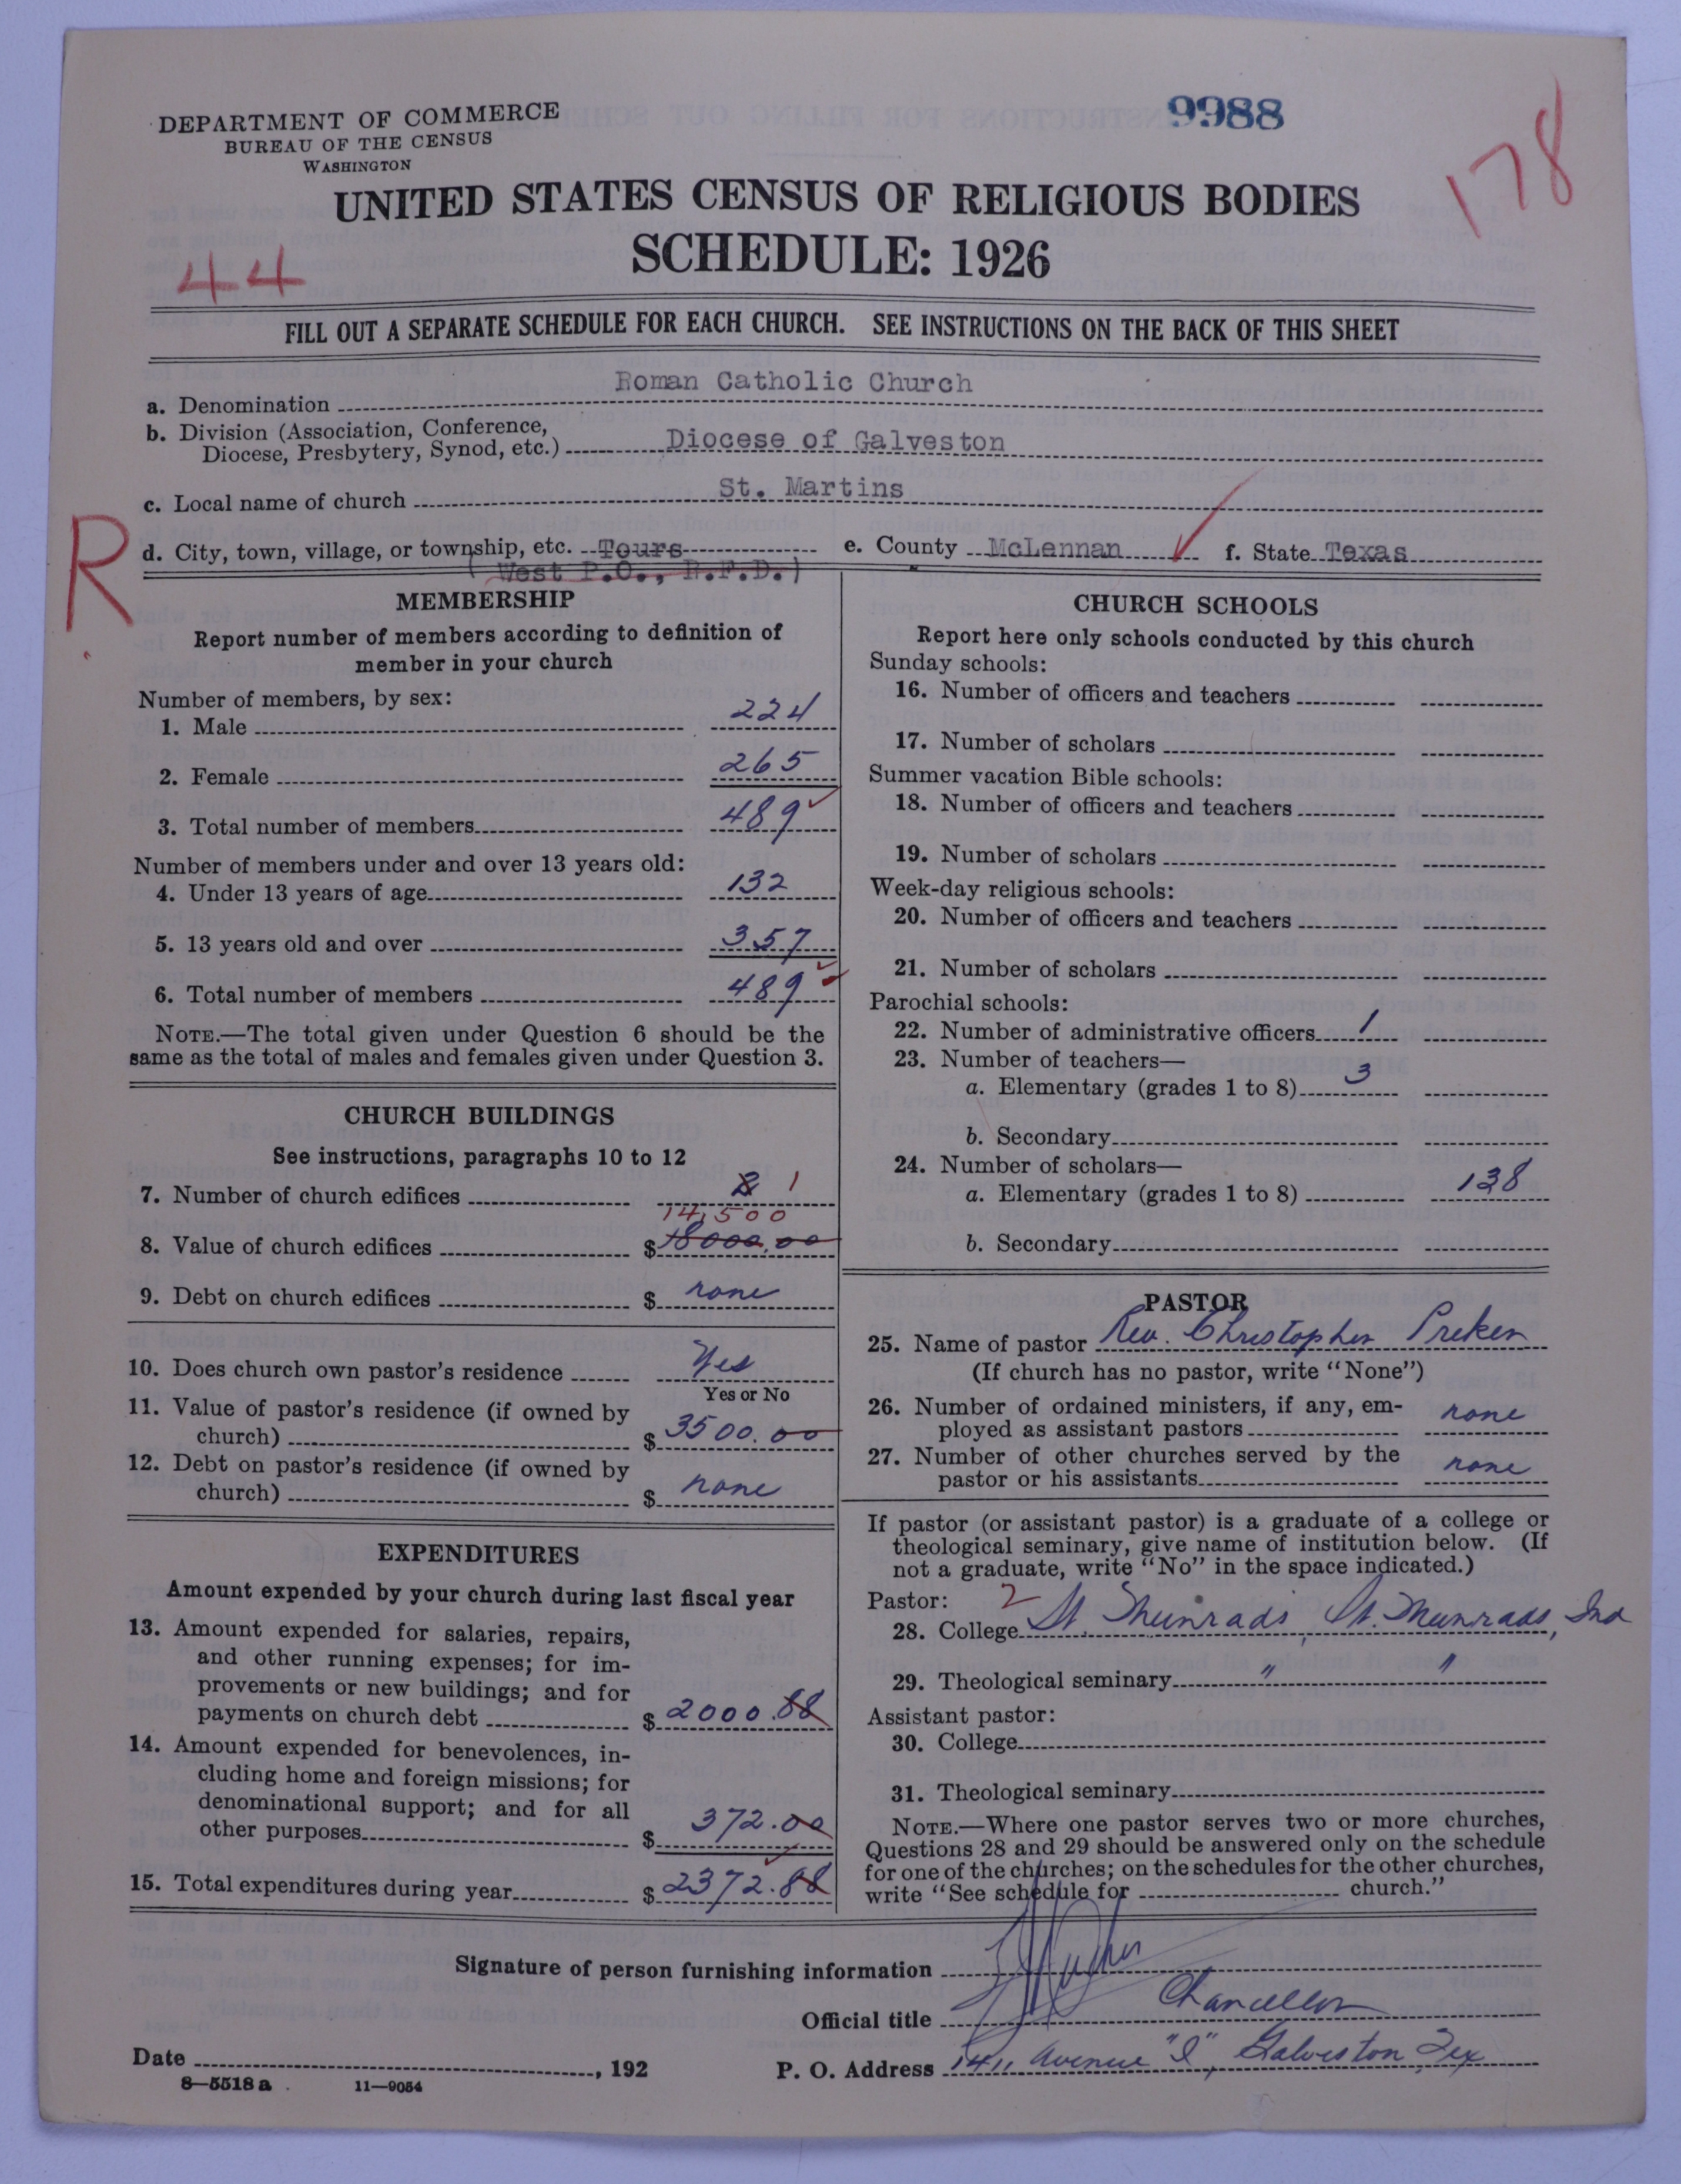 9988
178
DEPARTMENT OF COMMERCE
BUREAU OF THE CENSUS
WASHINGTON
UNITED STATES CENSUS OF RELIGIOUS BODIES
SCHEDULE: 1926
44
FILL OUT A SEPARATE SCHEDULE FOR EACH CHURCH. SEE INSTRUCTIONS ON THE BACK OF THIS SHEET
a. Denomination Roman Catholic Church
b. Division (Association, Conference,
Diocese, Presbytery, Synod, etc.) Diocese of Galveston
c. Local name of church St. Martins
R
d. City, town, village, or township, etc. Tours e. County McLennan f. State Texas
( West P.O., R.F.D.)
MEMBERSHIP
Report number of members according to definition of
member in your church
Number of members, by sex:
1. Male 224
2. Female 265
3. Total number of members 489
Number of members under and over 13 years old:
4. Under 13 years of age 132
5. 13 years old and over 357
6. Total number of members 489
NOTE.—The total given under Question 6 should be the
same as the total of males and females given under Question 3.
CHURCH BUILDINGS
See instructions, paragraphs 10 to 12
7. Number of church edifices 2 1
14,500
8. Value of church edifices $ 18000.00
9. Debt on church edifices $ none
10. Does church own pastor's residence Yes
Yes or No
11. Value of pastor's residence (if owned by
church) $ 3500.00
12. Debt on pastor's residence (if owned by
church) $ none
EXPENDITURES
Amount expended by your church during last fiscal year
13. Amount expended for salaries, repairs,
and other running expenses; for im-
provements or new buildings; and for
payments on church debt $ 2000.88
14. Amount expended for benevolences, in-
cluding home and foreign missions; for
denominational support; and for all
other purposes $ 372.00
15. Total expenditures during year $ 2372.88
CHURCH SCHOOLS
Report here only schools conducted by this church
Sunday schools:
16. Number of officers and teachers
17. Number of scholars
Summer vacation Bible schools:
18. Number of officers and teachers
19. Number of scholars
Week-day religious schools:
20. Number of officers and teachers
21. Number of scholars
Parochial schools:
22. Number of administrative officers 1
23. Number of teachers—
a. Elementary (grades 1 to 8) 3
b. Secondary
24. Number of scholars—
a. Elementary (grades 1 to 8) 138
b. Secondary
PASTOR
25. Name of pastor Rev. Christopher Preker
(If church has no pastor, write "None")
26. Number of ordained ministers, if any, em-
ployed as assistant pastors none
27. Number of other churches served by the
pastor or his assistants none
If pastor (or assistant pastor) is a graduate of a college or
theological seminary, give name of institution below. (If
not a graduate, write "No" in the space indicated.)
Pastor: 2
28. College St Meinrads, St. Meinrads, Ind
29. Theological seminary " "
Assistant pastor:
30. College
31. Theological seminary
NOTE.—Where one pastor serves two or more churches,
Questions 28 and 29 should be answered only on the schedule
for one of the churches; on the schedules for the other churches,
write "See schedule for church."
Signature of person furnishing information
Official title Chancellor
Date , 192
P. O. Address 1411 Avenue "I", Galveston Tex
8—5518 a 11—9054